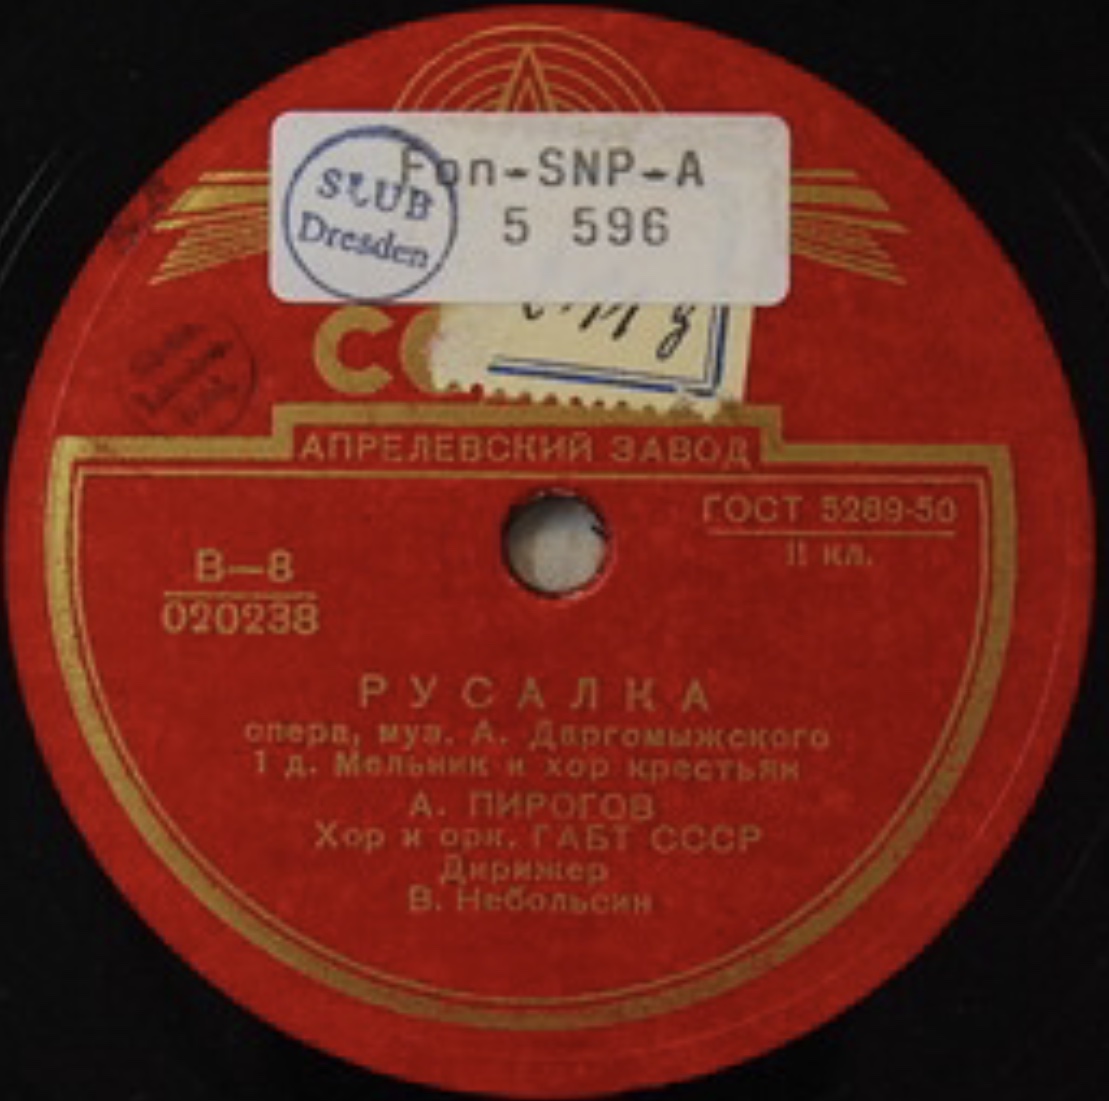 Fon-SNP-A
5 596
SLUB
Dresden
АПРЕЛЕВСКИЙ ЗАВОД
ГОСТ 5289-50
II кл.
В—8
020238
РУСАЛКА
опера, муз. А. Даргомыжского
1 д. Мельник и хор крестьян
А. ПИРОГОВ
Хор и орк. ГАБТ СССР
Дирижер
В. Небольсин